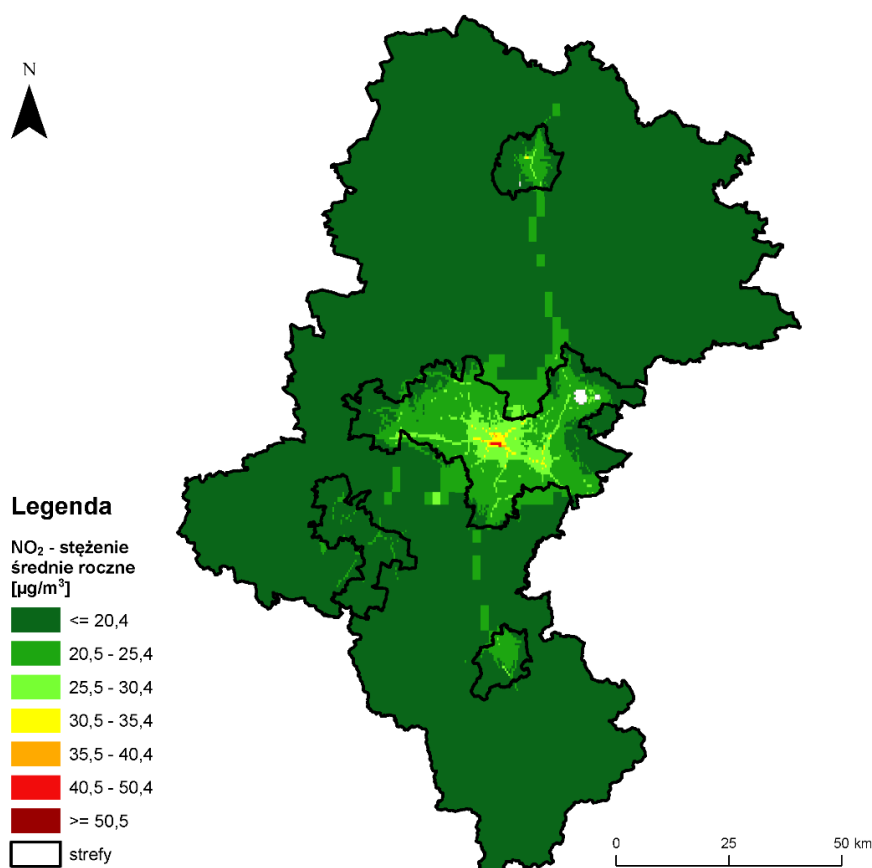 N
Legenda
NO₂ - stężenie
średnie roczne
[µg/m³]
<= 20,4
20,5 - 25,4
25,5 - 30,4
30,5 - 35,4
35,5 - 40,4
40,5 - 50,4
>= 50,5
strefy
0 25 50 km